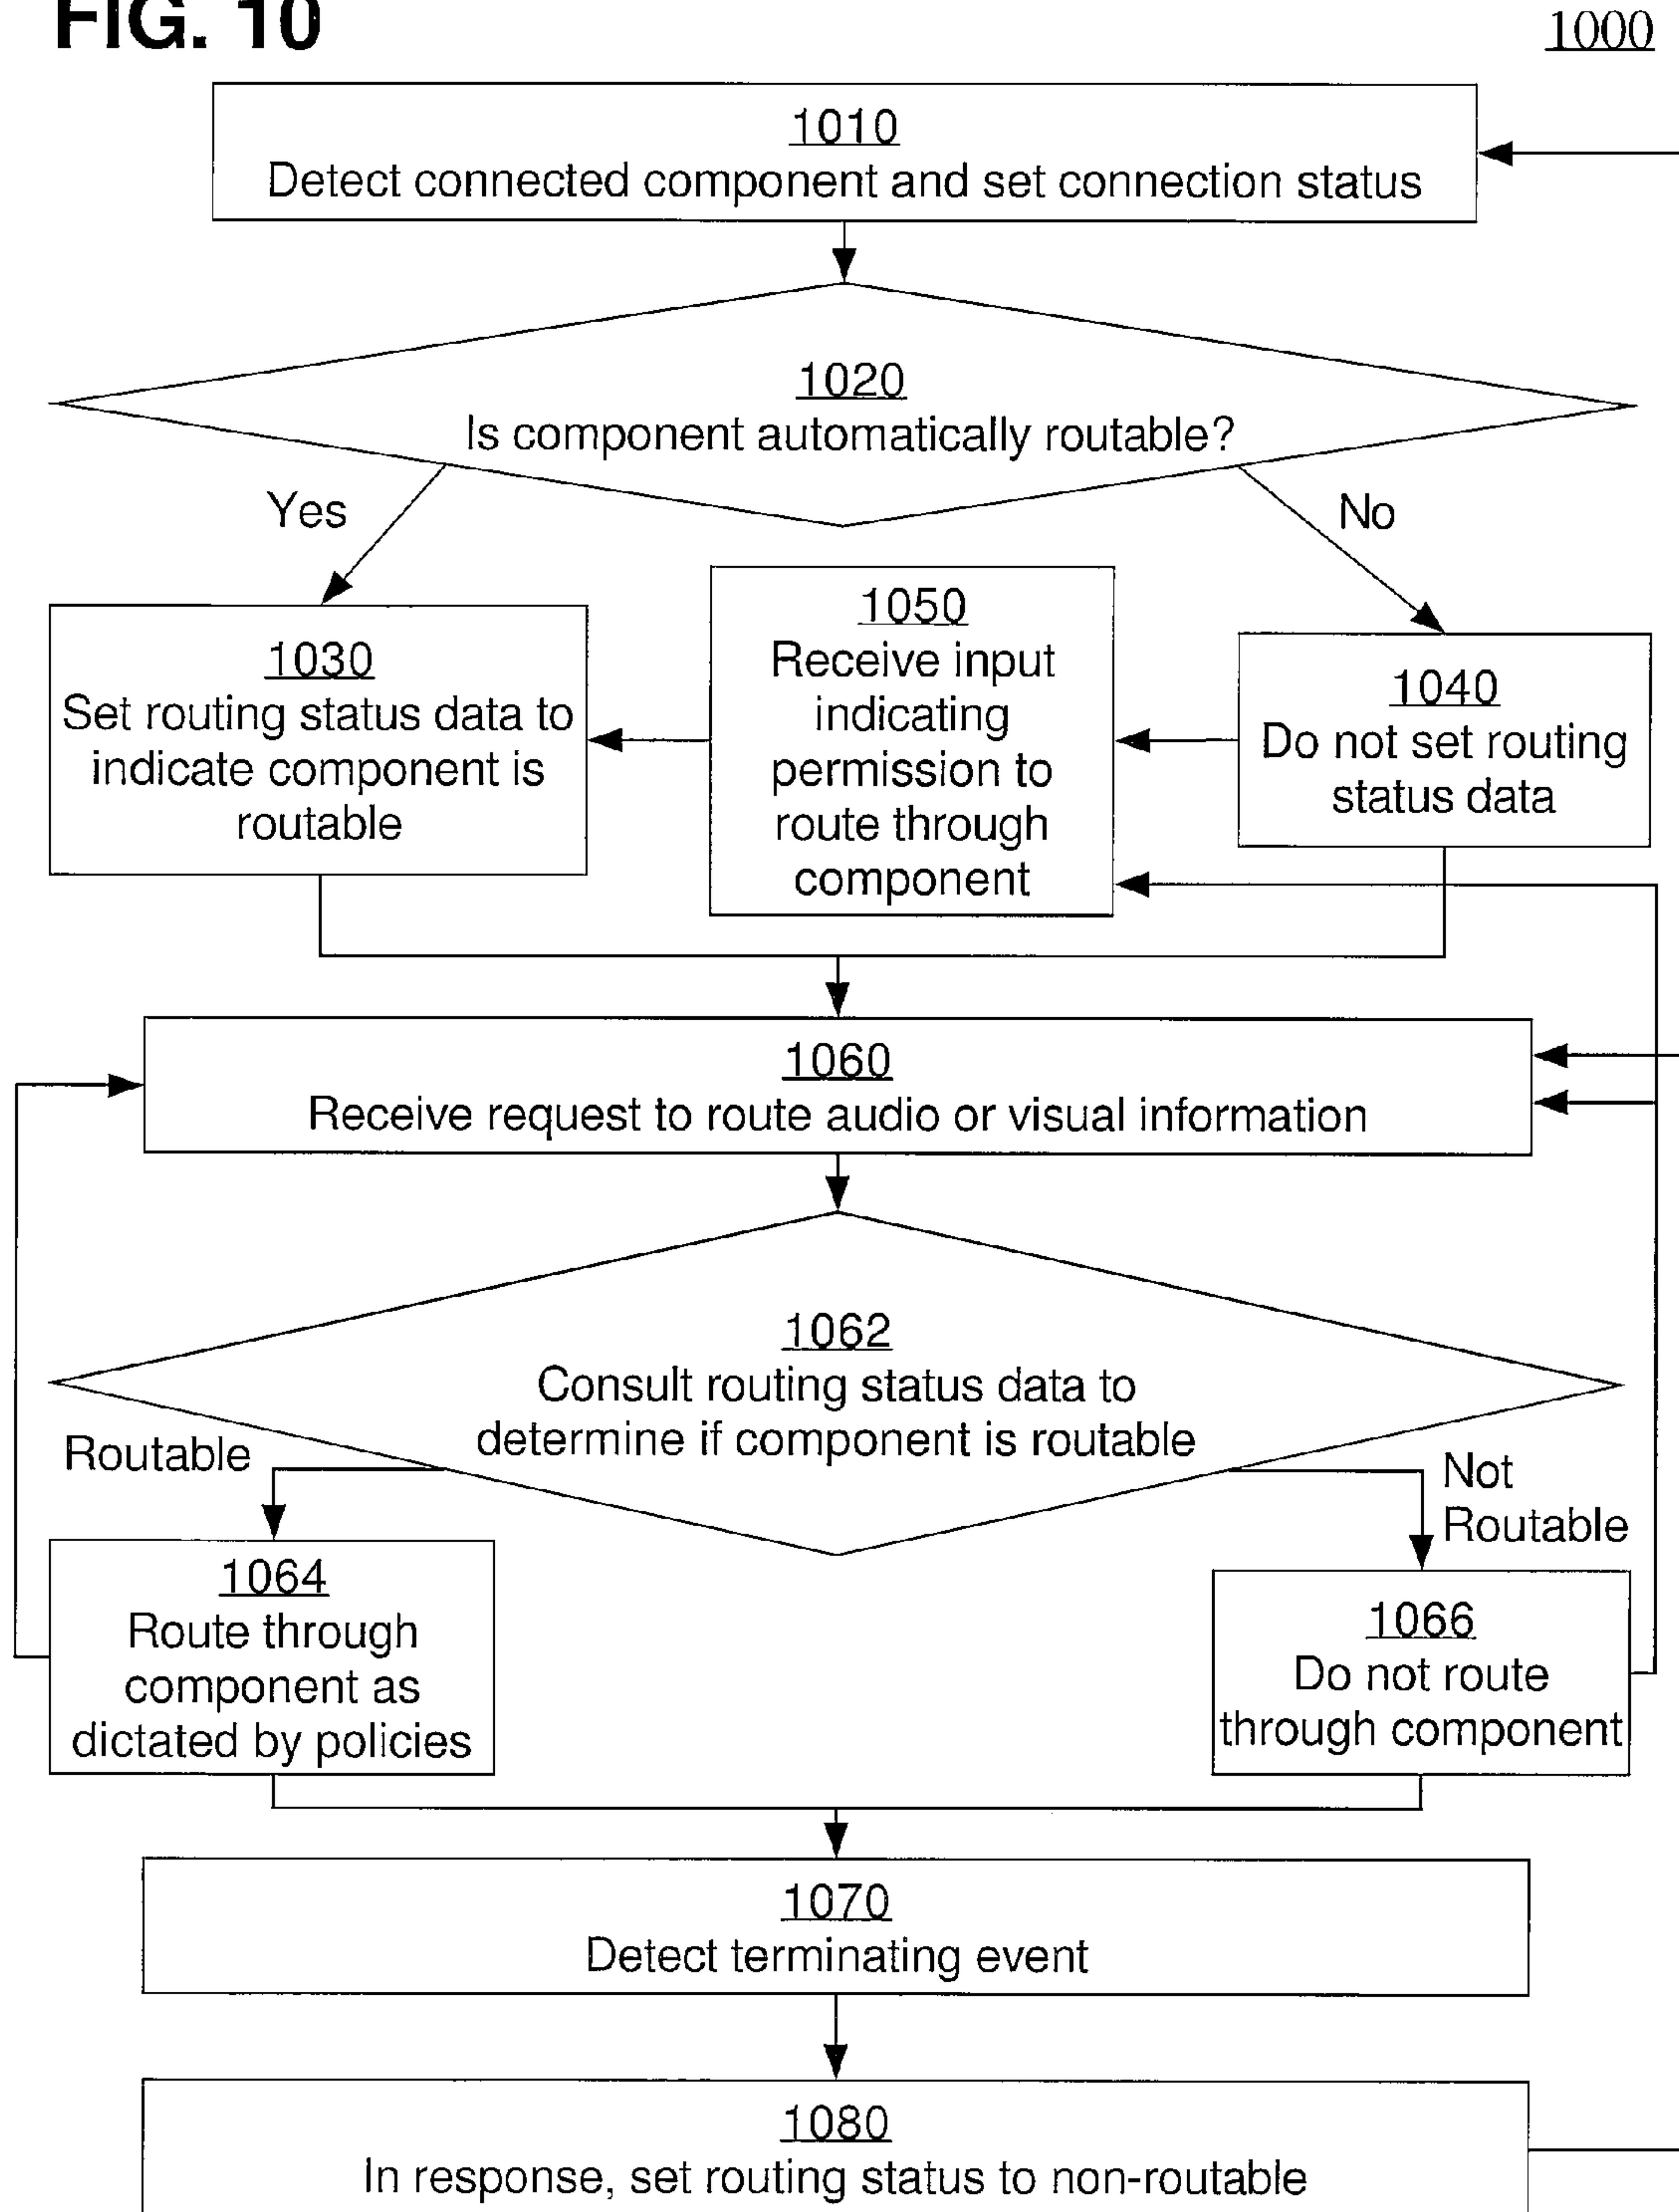 FIG. 10
1000
1010
Detect connected component and set connection status
1020
Is component automatically routable?
Yes
No
1030
Set routing status data to
indicate component is
routable
1050
Receive input
indicating
permission to
route through
component
1040
Do not set routing
status data
1060
Receive request to route audio or visual information
1062
Consult routing status data to
determine if component is routable
Routable
Not
Routable
1064
Route through
component as
dictated by policies
1066
Do not route
through component
1070
Detect terminating event
1080
In response, set routing status to non-routable